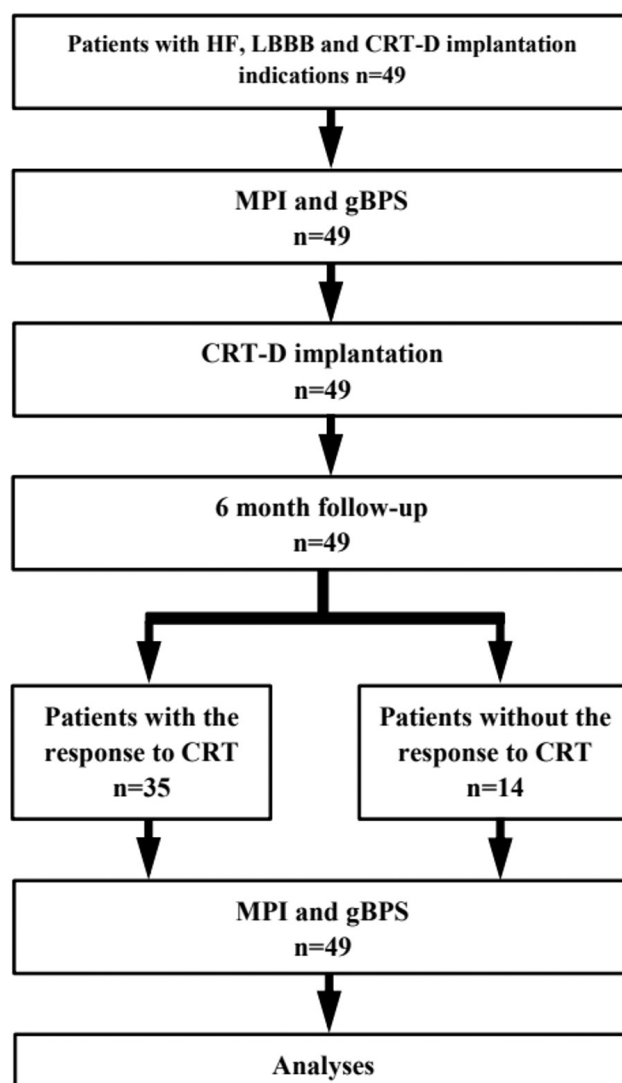 Patients with HF, LBBB and CRT-D implantation
indications n=49
MPI and gBPS
n=49
CRT-D implantation
n=49
6 month follow-up
n=49
Patients with the
response to CRT
n=35
Patients without the
response to CRT
n=14
MPI and gBPS
n=49
Analyses